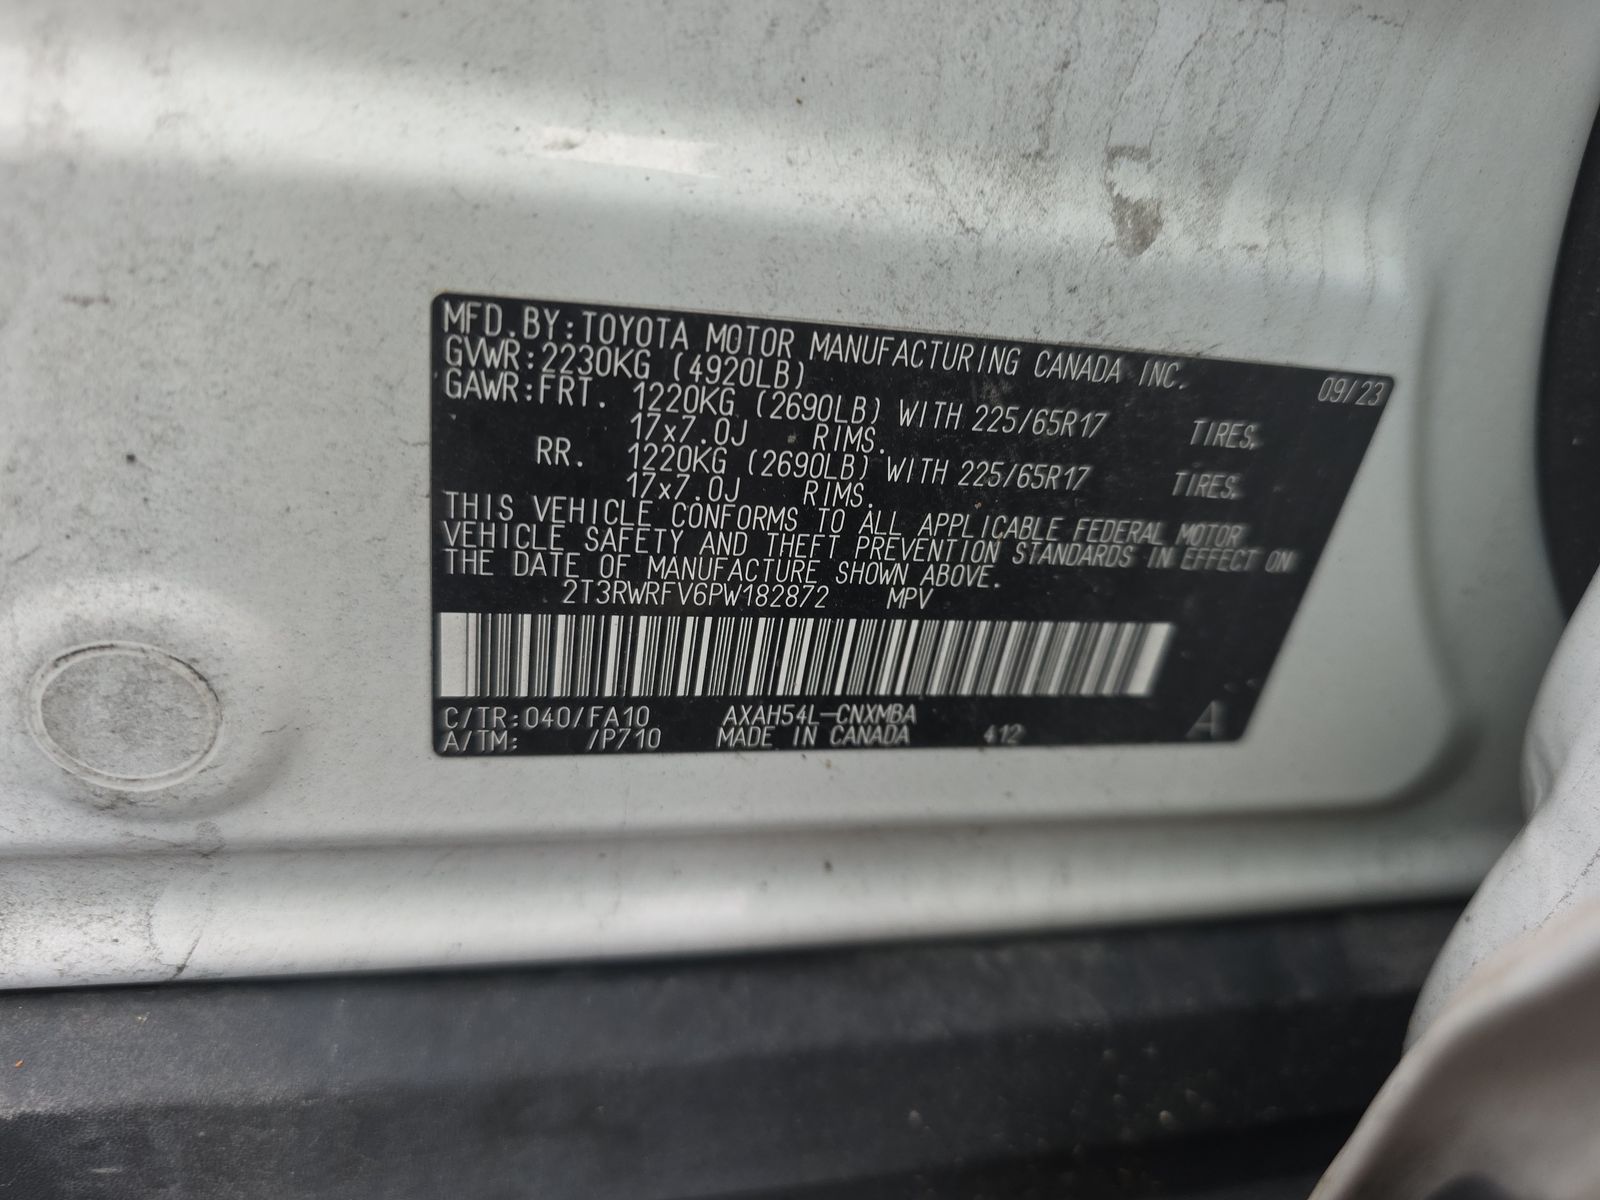 MFD.BY:TOYOTA MOTOR MANUFACTURING CANADA INC. 09/23
GVWR:2230KG (4920LB)
GAWR:FRT. 1220KG (2690LB) WITH 225/65R17 TIRES,
17x7.0J RIMS.
RR. 1220KG (2690LB) WITH 225/65R17 TIRES,
17x7.0J RIMS.
THIS VEHICLE CONFORMS TO ALL APPLICABLE FEDERAL MOTOR
VEHICLE SAFETY AND THEFT PREVENTION STANDARDS IN EFFECT ON
THE DATE OF MANUFACTURE SHOWN ABOVE.
2T3RWRFV6PW182872 MPV
C/TR:040/FA10 AXAH54L-CNXMBA A
A/TM: /P710 MADE IN CANADA 412